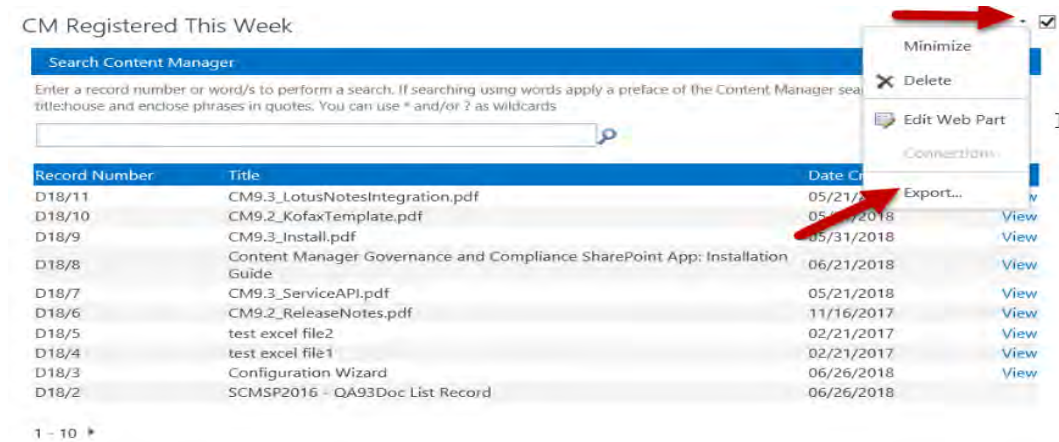 CM Registered This Week
Minimize
Search Content Manager
Delete
Enter a record number or word/s to perform a search. If searching using words apply a preface of the Content Manager sea
title:house and enclose phrases in quotes. You can use * and/or ? as wildcards
Edit Web Part
Connections
Record Number Title Date Cr
Export...
D18/11 CM9.3_LotusNotesIntegration.pdf 05/21/
D18/10 CM9.2_KofaxTemplate.pdf 2018 View
D18/9 CM9.3_Install.pdf 05/31/2018 View
D18/8 Content Manager Governance and Compliance SharePoint App: Installation
Guide 06/21/2018 View
D18/7 CM9.3_ServiceAPI.pdf 05/21/2018 View
D18/6 CM9.2_ReleaseNotes.pdf 11/16/2017 View
D18/5 test excel file2 02/21/2017 View
D18/4 test excel file1 02/21/2017 View
D18/3 Configuration Wizard 06/26/2018 View
D18/2 SCMSP2016 - QA93Doc List Record 06/26/2018
1 - 10